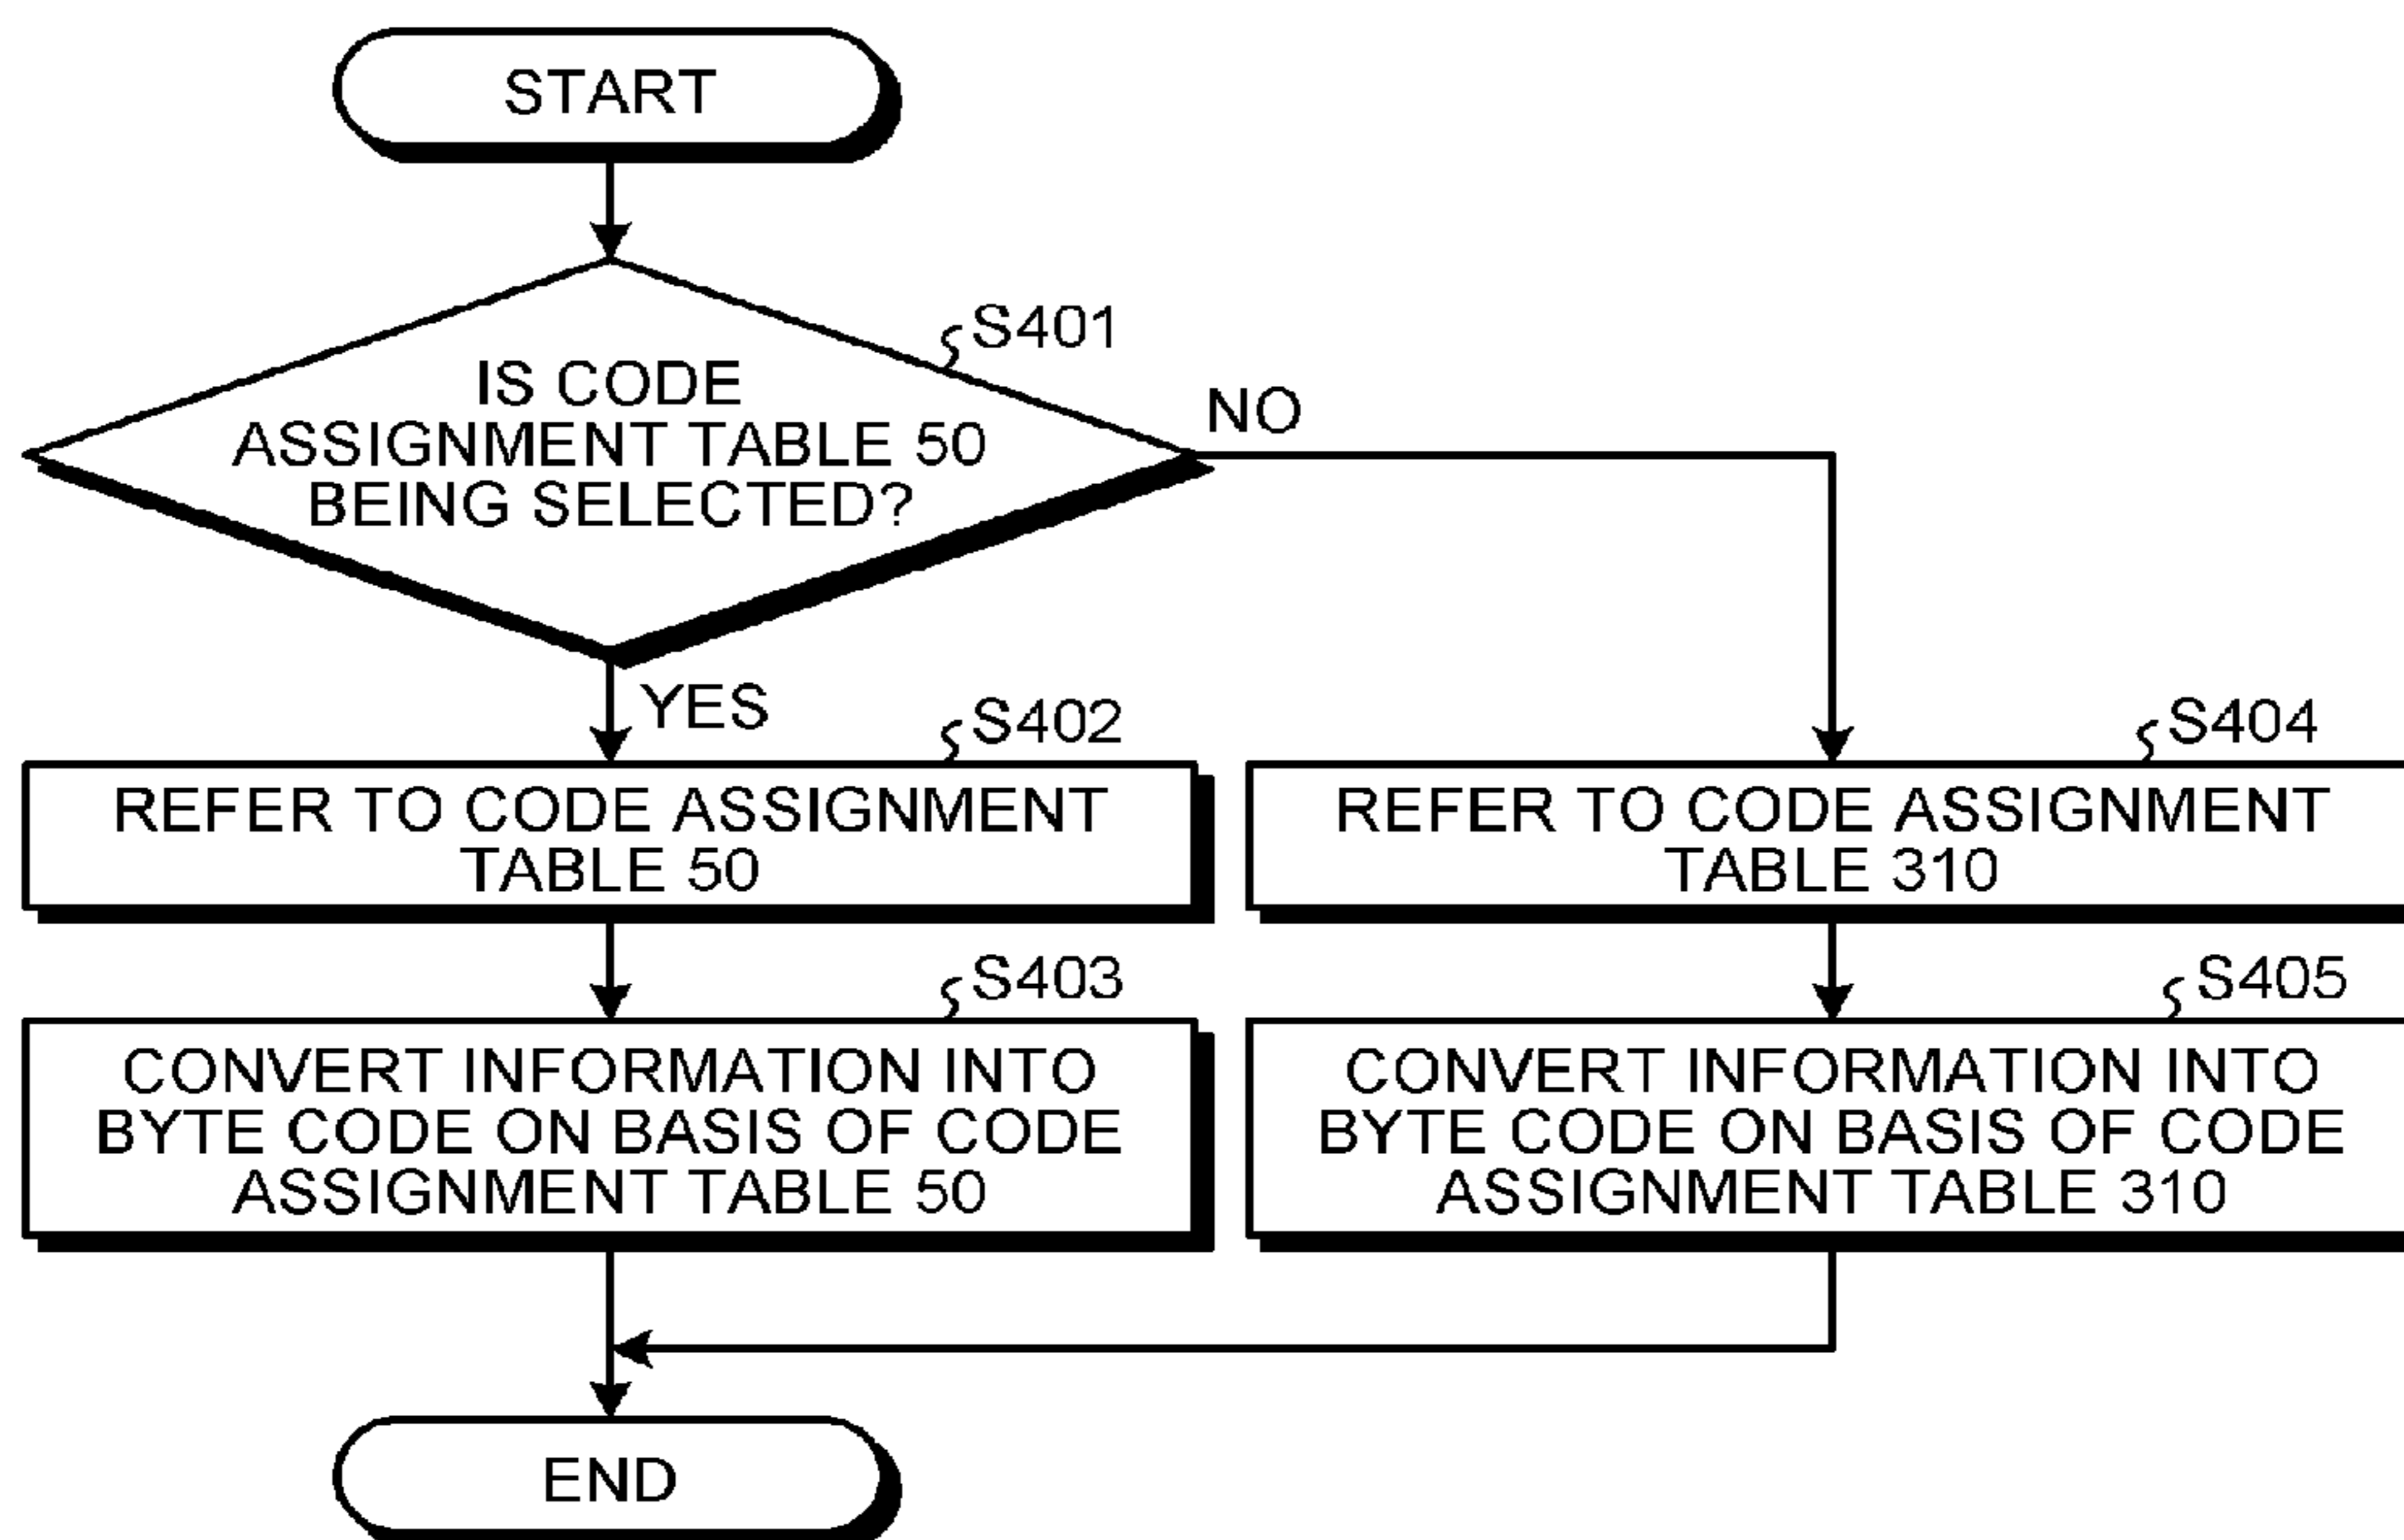 START
S401
IS CODE
ASSIGNMENT TABLE 50
BEING SELECTED?
NO
YES
S402
REFER TO CODE ASSIGNMENT
TABLE 50
S403
CONVERT INFORMATION INTO
BYTE CODE ON BASIS OF CODE
ASSIGNMENT TABLE 50
S404
REFER TO CODE ASSIGNMENT
TABLE 310
S405
CONVERT INFORMATION INTO
BYTE CODE ON BASIS OF CODE
ASSIGNMENT TABLE 310
END